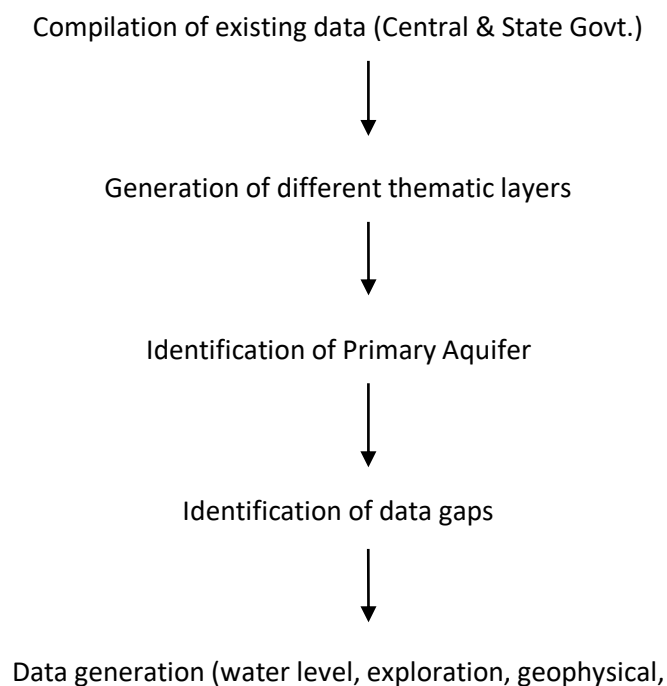 Compilation of existing data (Central & State Govt.)
Generation of different thematic layers
Identification of Primary Aquifer
Identification of data gaps
Data generation (water level, exploration, geophysical,